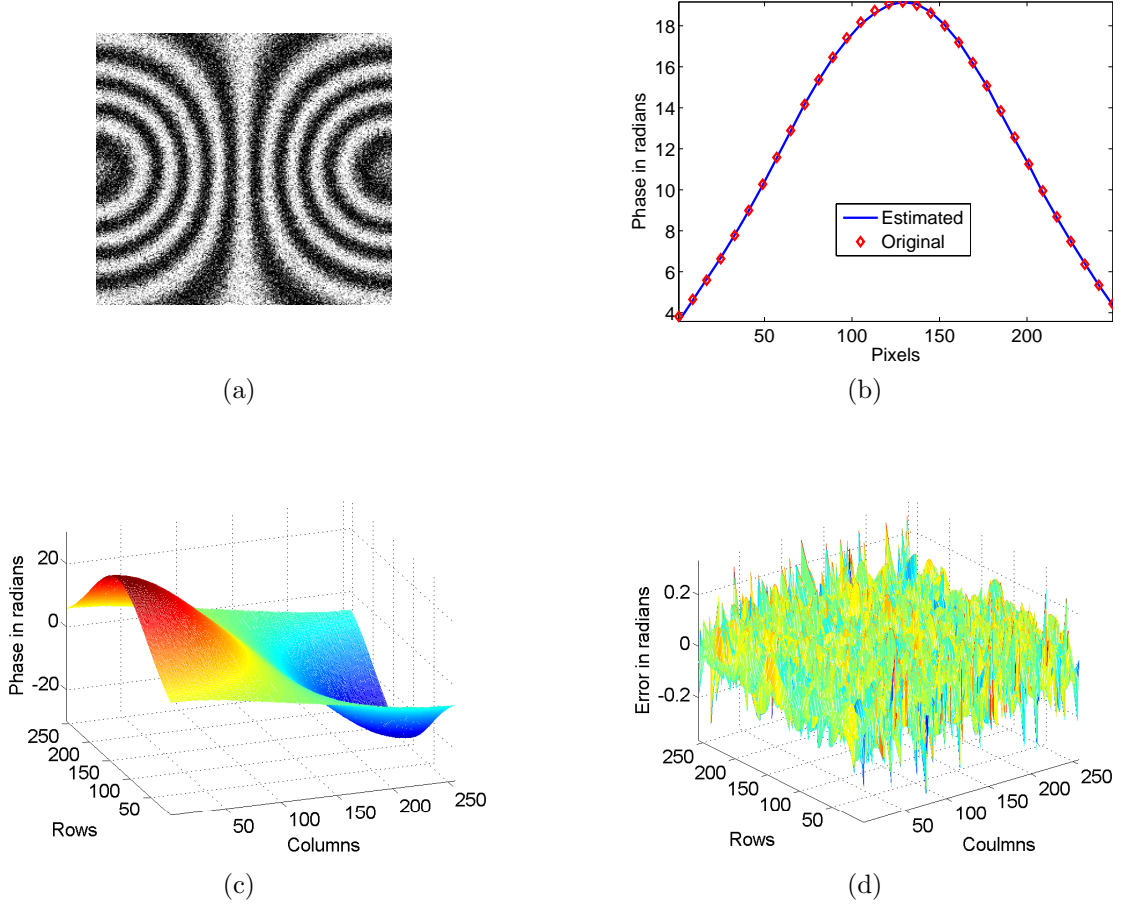 18
16
14
12
10
8
6
4
Phase in radians
Estimated
Original
50
100
150
200
Pixels
(a)
(b)
20
0
-20
Phase in radians
250
200
150
100
50
Rows
50
100
150
200
250
Columns
0.2
0
-0.2
Error in radians
250
200
150
100
50
Rows
50
100
150
200
250
Coulmns
(c)
(d)